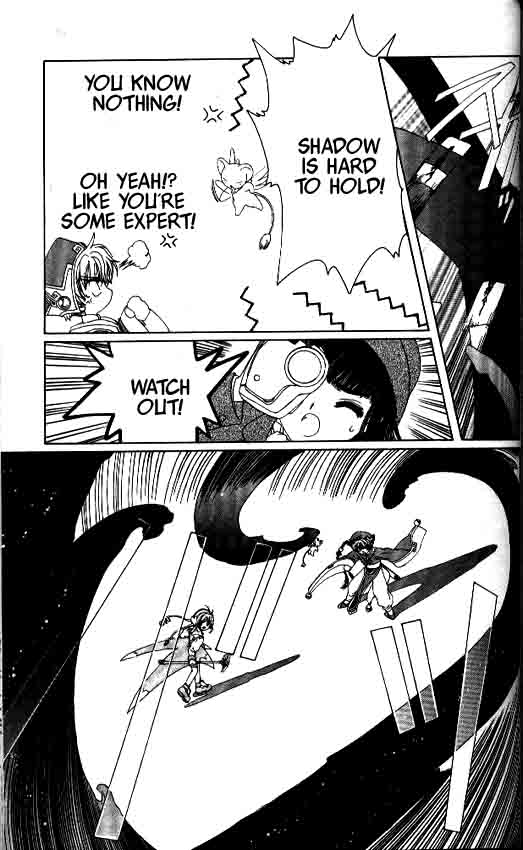 SHADOW
IS HARD
TO HOLD!
YOU KNOW
NOTHING!
OH YEAH!?
LIKE YOU'RE
SOME EXPERT!
WATCH
OUT!